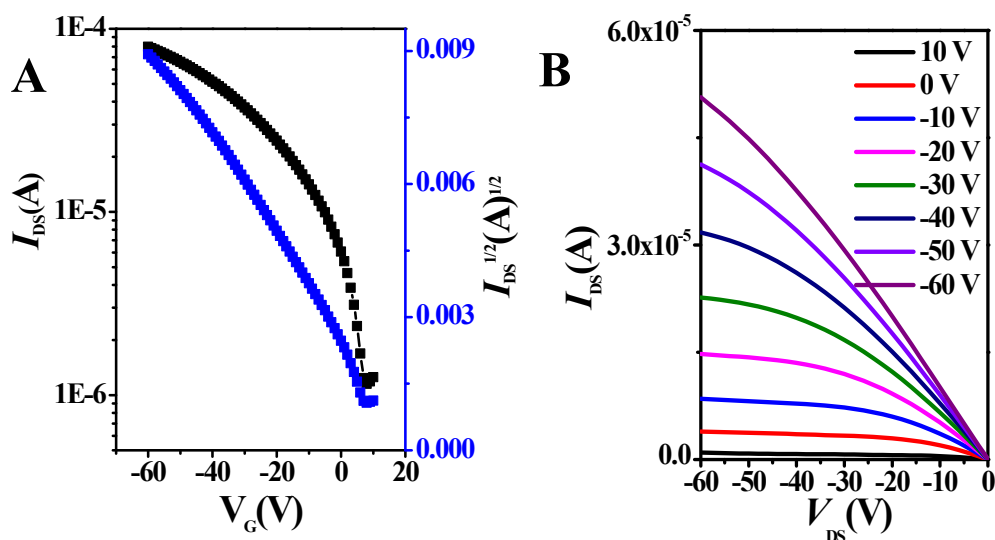 A
1E-4
1E-5
1E-6
I_DS(A)
-60 -40 -20 0 20
V_G(V)
0.009
0.006
0.003
0.000
I_DS^1/2(A)^1/2
B
6.0x10^-5
3.0x10^-5
0.0
I_DS(A)
10 V
0 V
-10 V
-20 V
-30 V
-40 V
-50 V
-60 V
-60 -50 -40 -30 -20 -10 0
V_DS(V)